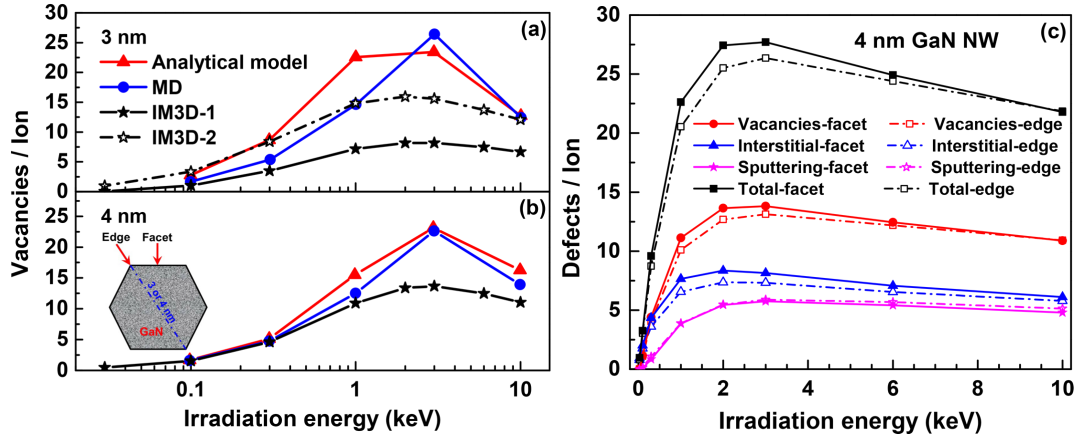 3 nm
(a)
Analytical model
MD
IM3D-1
IM3D-2
30
25
20
15
10
5
0
Vacancies / Ion
4 nm
(b)
Edge
Facet
3 or 4 nm
GaN
25
20
15
10
5
0
0.1
1
10
Irradiation energy (keV)
30
25
20
15
10
5
0
Defects / Ion
4 nm GaN NW
(c)
Vacancies-facet
Vacancies-edge
Interstitial-facet
Interstitial-edge
Sputtering-facet
Sputtering-edge
Total-facet
Total-edge
0
2
4
6
8
10
Irradiation energy (keV)